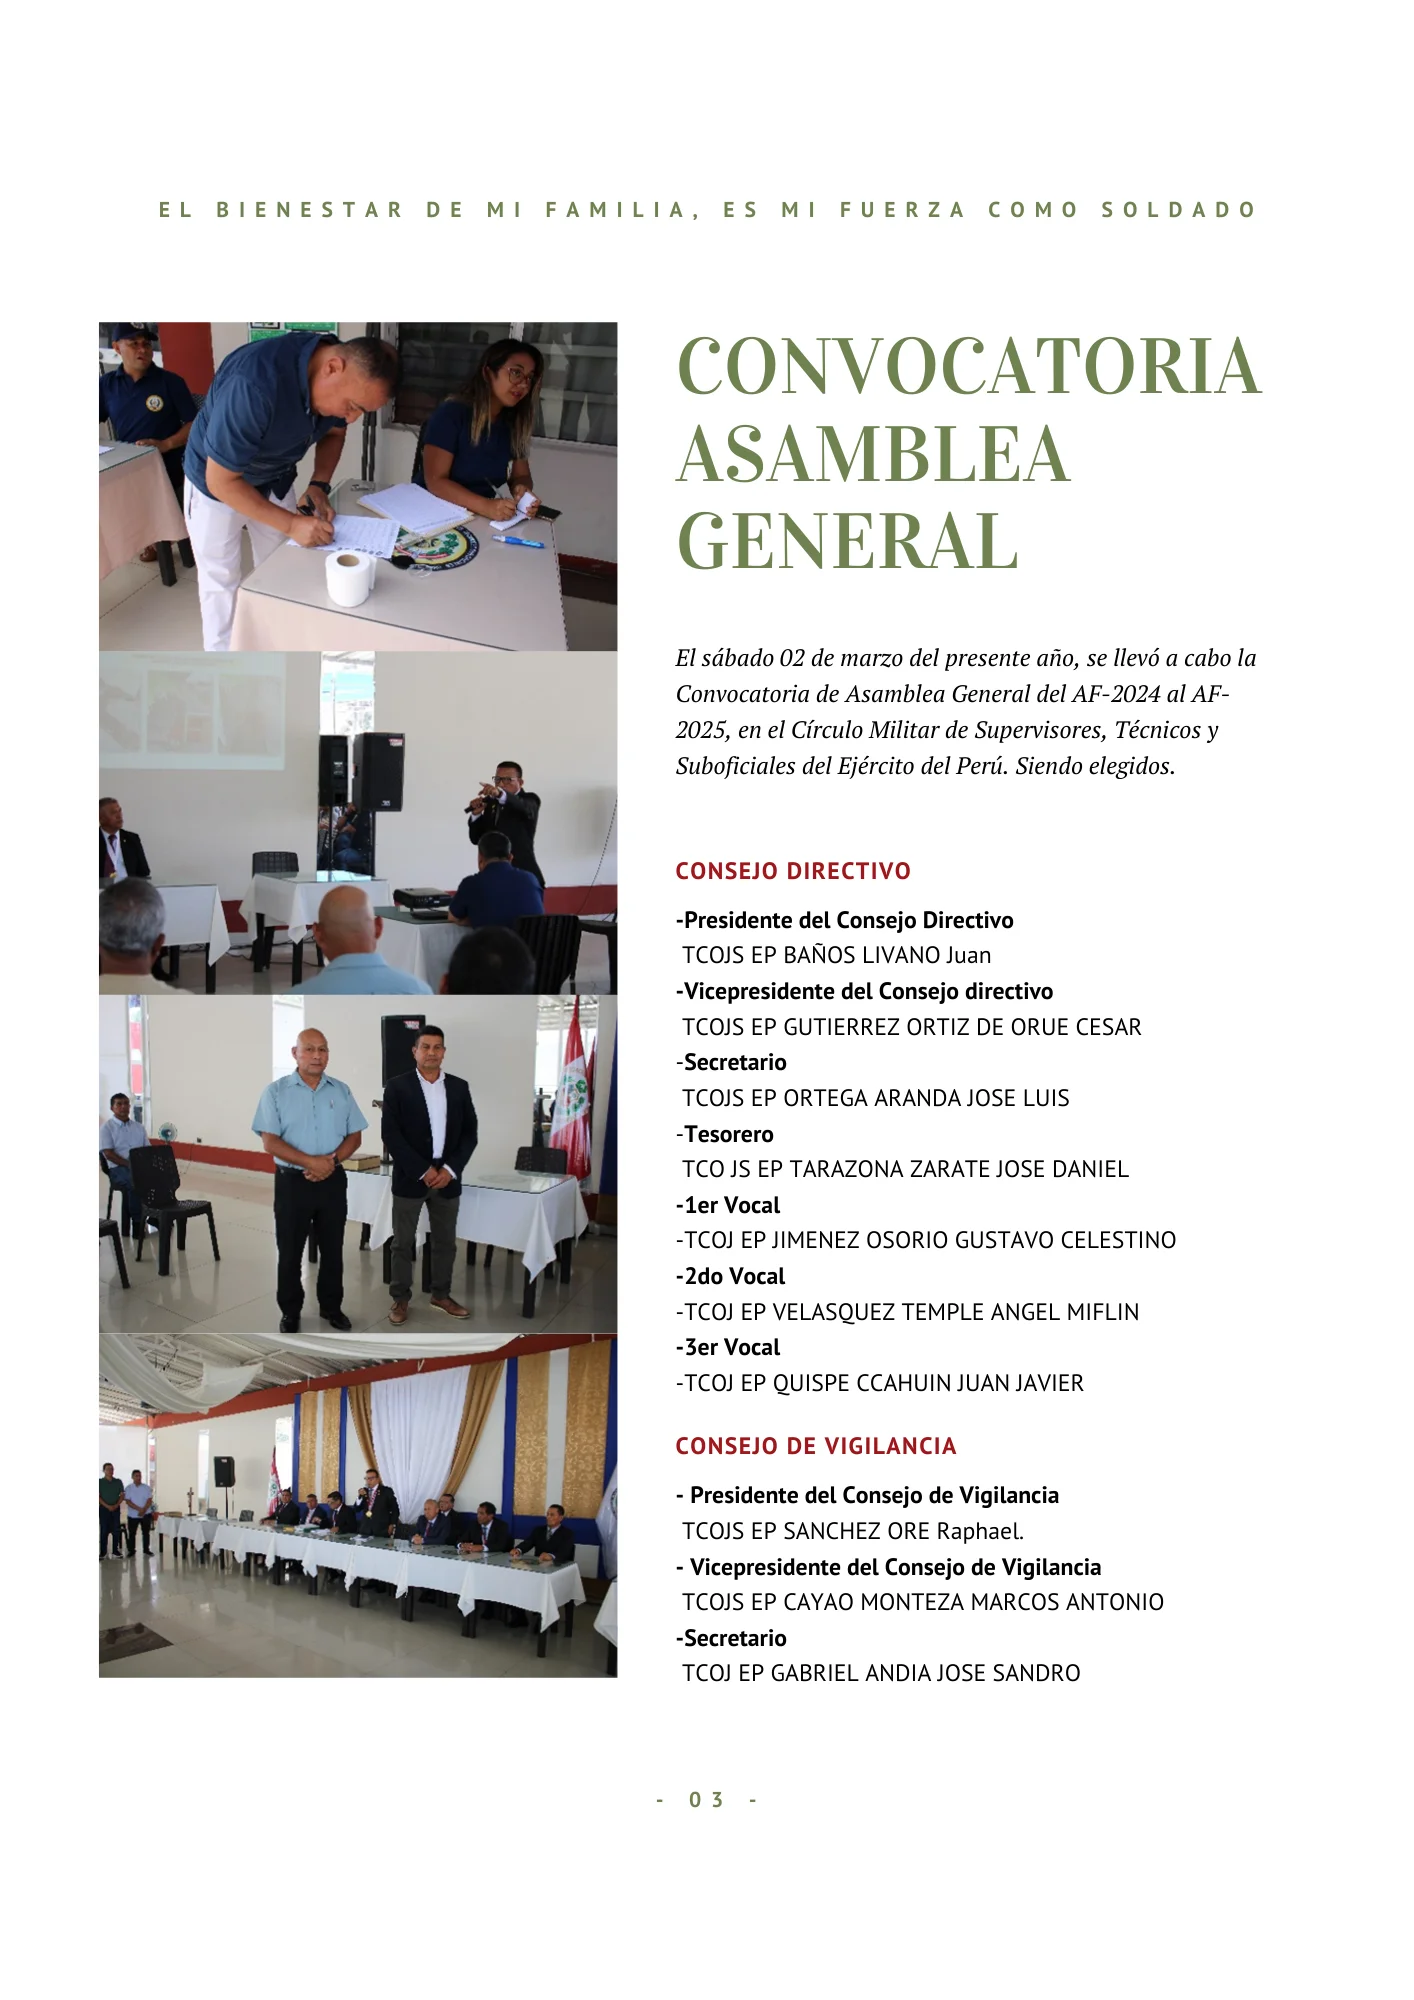 EL BIENESTAR DE MI FAMILIA, ES MI FUERZA COMO SOLDADO
CONVOCATORIA
ASAMBLEA
GENERAL
El sábado 02 de marzo del presente año, se llevó a cabo la
Convocatoria de Asamblea General del AF-2024 al AF-
2025, en el Círculo Militar de Supervisores, Técnicos y
Suboficiales del Ejército del Perú. Siendo elegidos.
CONSEJO DIRECTIVO
-Presidente del Consejo Directivo
TCOJS EP BAÑOS LIVANO Juan
-Vicepresidente del Consejo directivo
TCOJS EP GUTIERREZ ORTIZ DE ORUE CESAR
-Secretario
TCOJS EP ORTEGA ARANDA JOSE LUIS
-Tesorero
TCO JS EP TARAZONA ZARATE JOSE DANIEL
-1er Vocal
-TCOJ EP JIMENEZ OSORIO GUSTAVO CELESTINO
-2do Vocal
-TCOJ EP VELASQUEZ TEMPLE ANGEL MIFLIN
-3er Vocal
-TCOJ EP QUISPE CCAHUIN JUAN JAVIER
CONSEJO DE VIGILANCIA
- Presidente del Consejo de Vigilancia
TCOJS EP SANCHEZ ORE Raphael.
- Vicepresidente del Consejo de Vigilancia
TCOJS EP CAYAO MONTEZA MARCOS ANTONIO
-Secretario
TCOJ EP GABRIEL ANDIA JOSE SANDRO
- 03 -